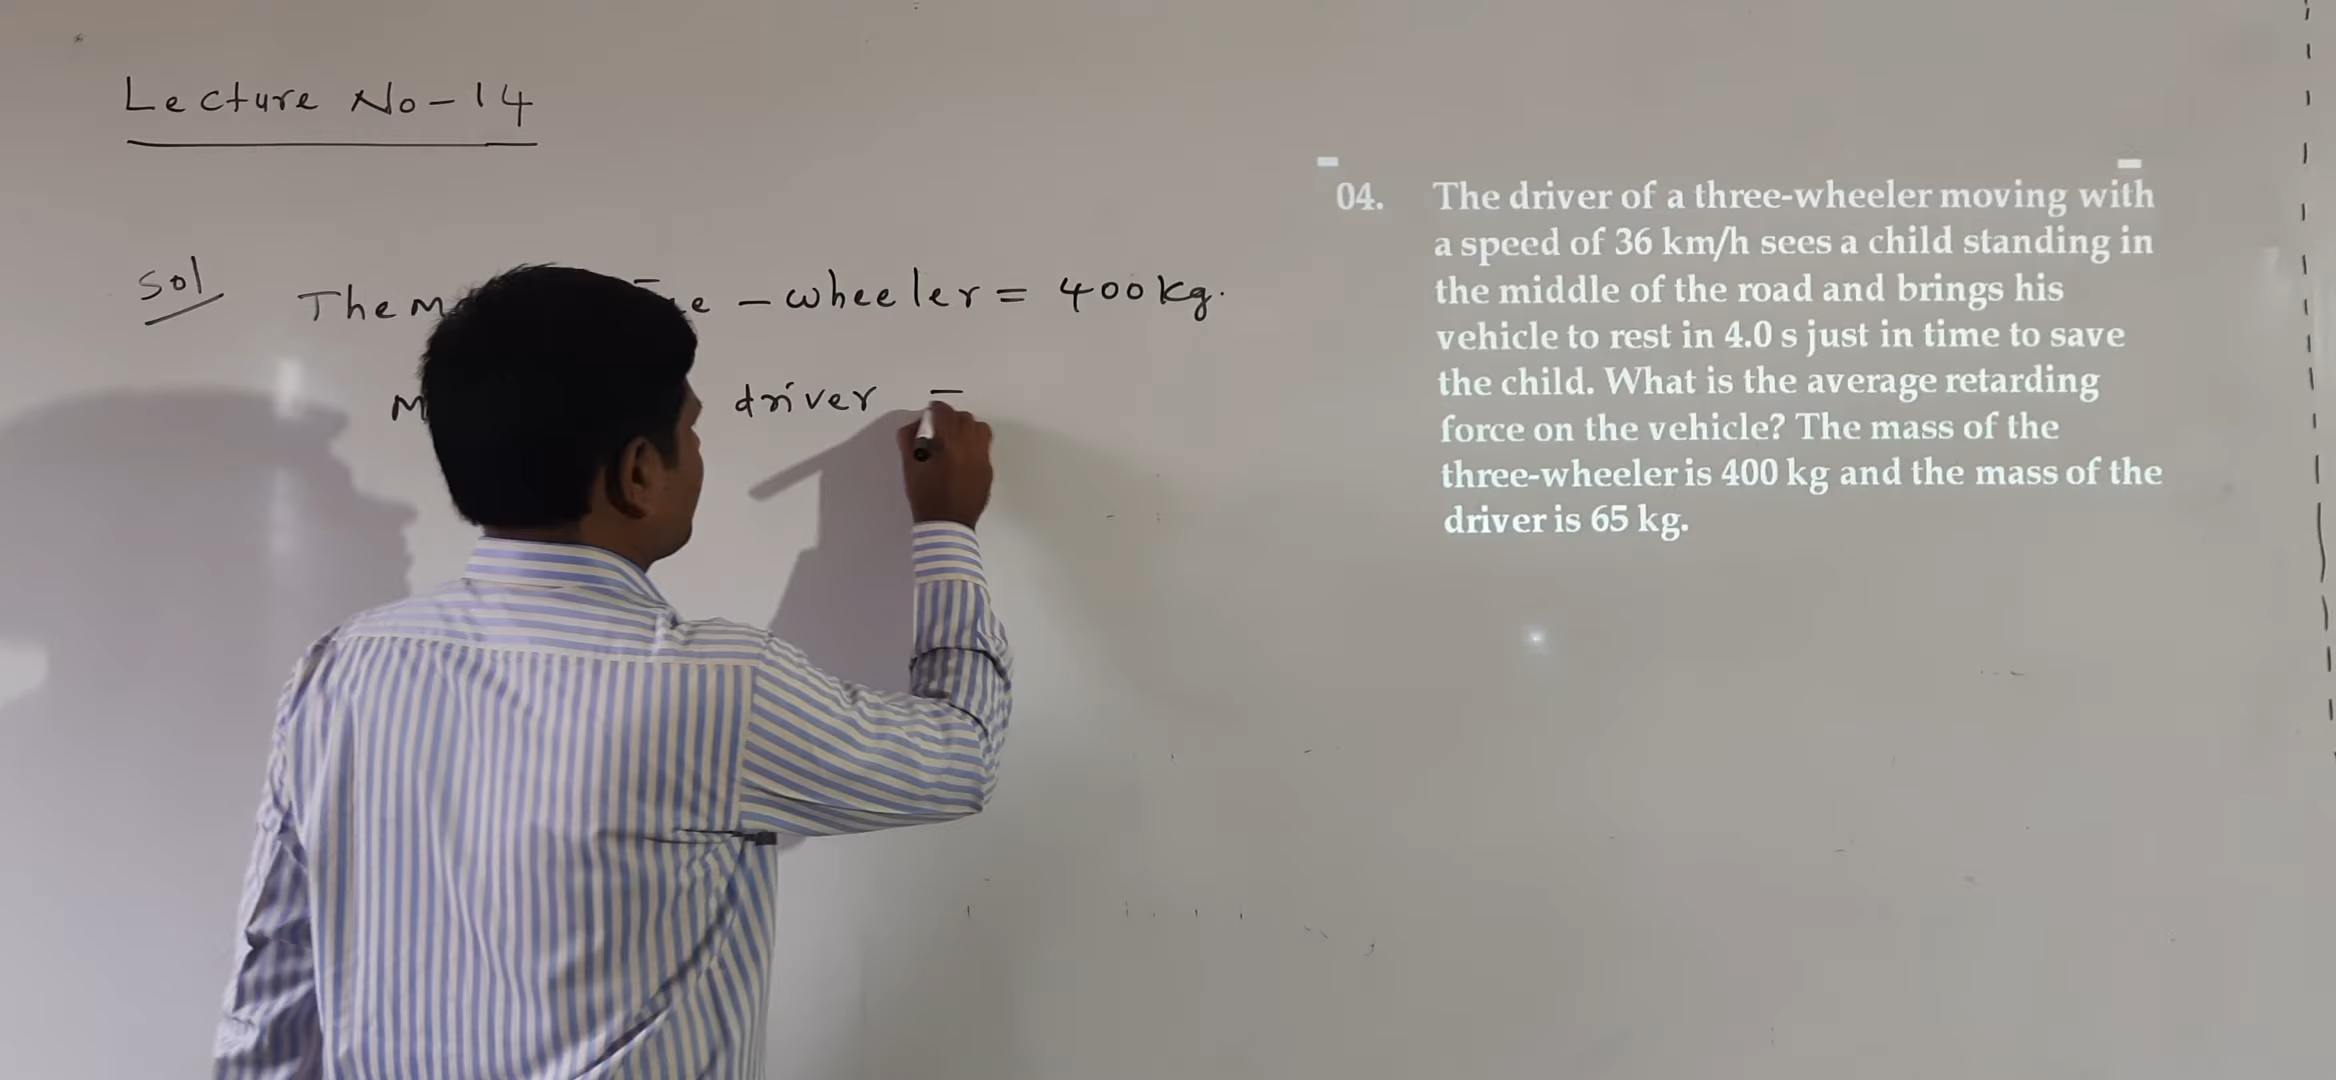 Lecture No-14
Sol The wheeler = 400kg.
driver =
04. The driver of a three-wheeler moving with
a speed of 36 km/h sees a child standing in
the middle of the road and brings his
vehicle to rest in 4.0 s just in time to save
the child. What is the average retarding
force on the vehicle? The mass of the
three-wheeler is 400 kg and the mass of the
driver is 65 kg.